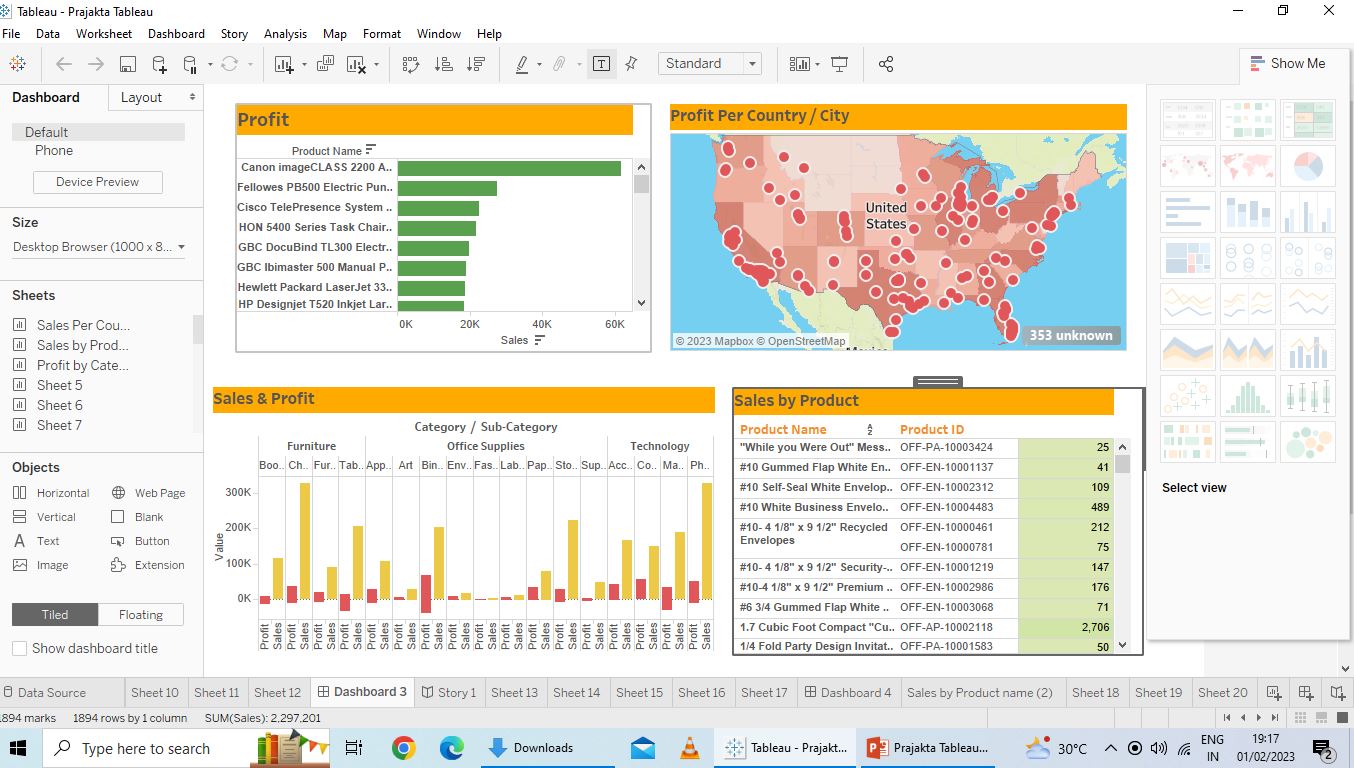 Tableau - Prajakta Tableau
File Data Worksheet Dashboard Story Analysis Map Format Window Help
Standard
Show Me
Dashboard Layout
Default
Phone
Device Preview
Size
Desktop Browser (1000 x 8...
Sheets
Sales Per Cou...
Sales by Prod...
Profit by Cate...
Sheet 5
Sheet 6
Sheet 7
Objects
Horizontal Web Page
Vertical Blank
Text Button
Image Extension
Tiled Floating
Show dashboard title
Profit
Product Name
Canon imageCLASS 2200 A..
Fellowes PB500 Electric Pun..
Cisco TelePresence System ..
HON 5400 Series Task Chair..
GBC DocuBind TL300 Electr..
GBC Ibimaster 500 Manual P..
Hewlett Packard LaserJet 33..
HP Designjet T520 Inkjet Lar..
0K 20K 40K 60K
Sales
Profit Per Country / City
United
States
© 2023 Mapbox © OpenStreetMap
353 unknown
Sales & Profit
Category / Sub-Category
Furniture Office Supplies Technology
Boo.. Ch.. Fur.. Tab.. App.. Art Bin.. Env.. Fas.. Lab.. Pap.. Sto.. Sup.. Acc.. Co.. Ma.. Ph..
Value
300K
200K
100K
0K
Profit Sales Profit Sales Profit Sales Profit Sales Profit Sales Profit Sales Profit Sales Profit Sales Profit Sales Profit Sales Profit Sales Profit Sales Profit Sales Profit Sales Profit Sales Profit Sales Profit Sales
Sales by Product
Product Name Product ID
"While you Were Out" Mess.. OFF-PA-10003424 25
#10 Gummed Flap White En.. OFF-EN-10001137 41
#10 Self-Seal White Envelop.. OFF-EN-10002312 109
#10 White Business Envelo.. OFF-EN-10004483 489
#10- 4 1/8" x 9 1/2" Recycled OFF-EN-10000461 212
Envelopes OFF-EN-10000781 75
#10- 4 1/8" x 9 1/2" Security-.. OFF-EN-10001219 147
#10-4 1/8" x 9 1/2" Premium .. OFF-EN-10002986 176
#6 3/4 Gummed Flap White .. OFF-EN-10003068 71
1.7 Cubic Foot Compact "Cu.. OFF-AP-10002118 2,706
1/4 Fold Party Design Invitat.. OFF-PA-10001583 50
Select view
Data Source Sheet 10 Sheet 11 Sheet 12 Dashboard 3 Story 1 Sheet 13 Sheet 14 Sheet 15 Sheet 16 Sheet 17 Dashboard 4 Sales by Product name (2) Sheet 18 Sheet 19 Sheet 20
1894 marks 1894 rows by 1 column SUM(Sales): 2,297,201
Type here to search
Downloads
Tableau - Prajakt...
Prajakta Tableau...
30°C
ENG
IN
19:17
01/02/2023
2